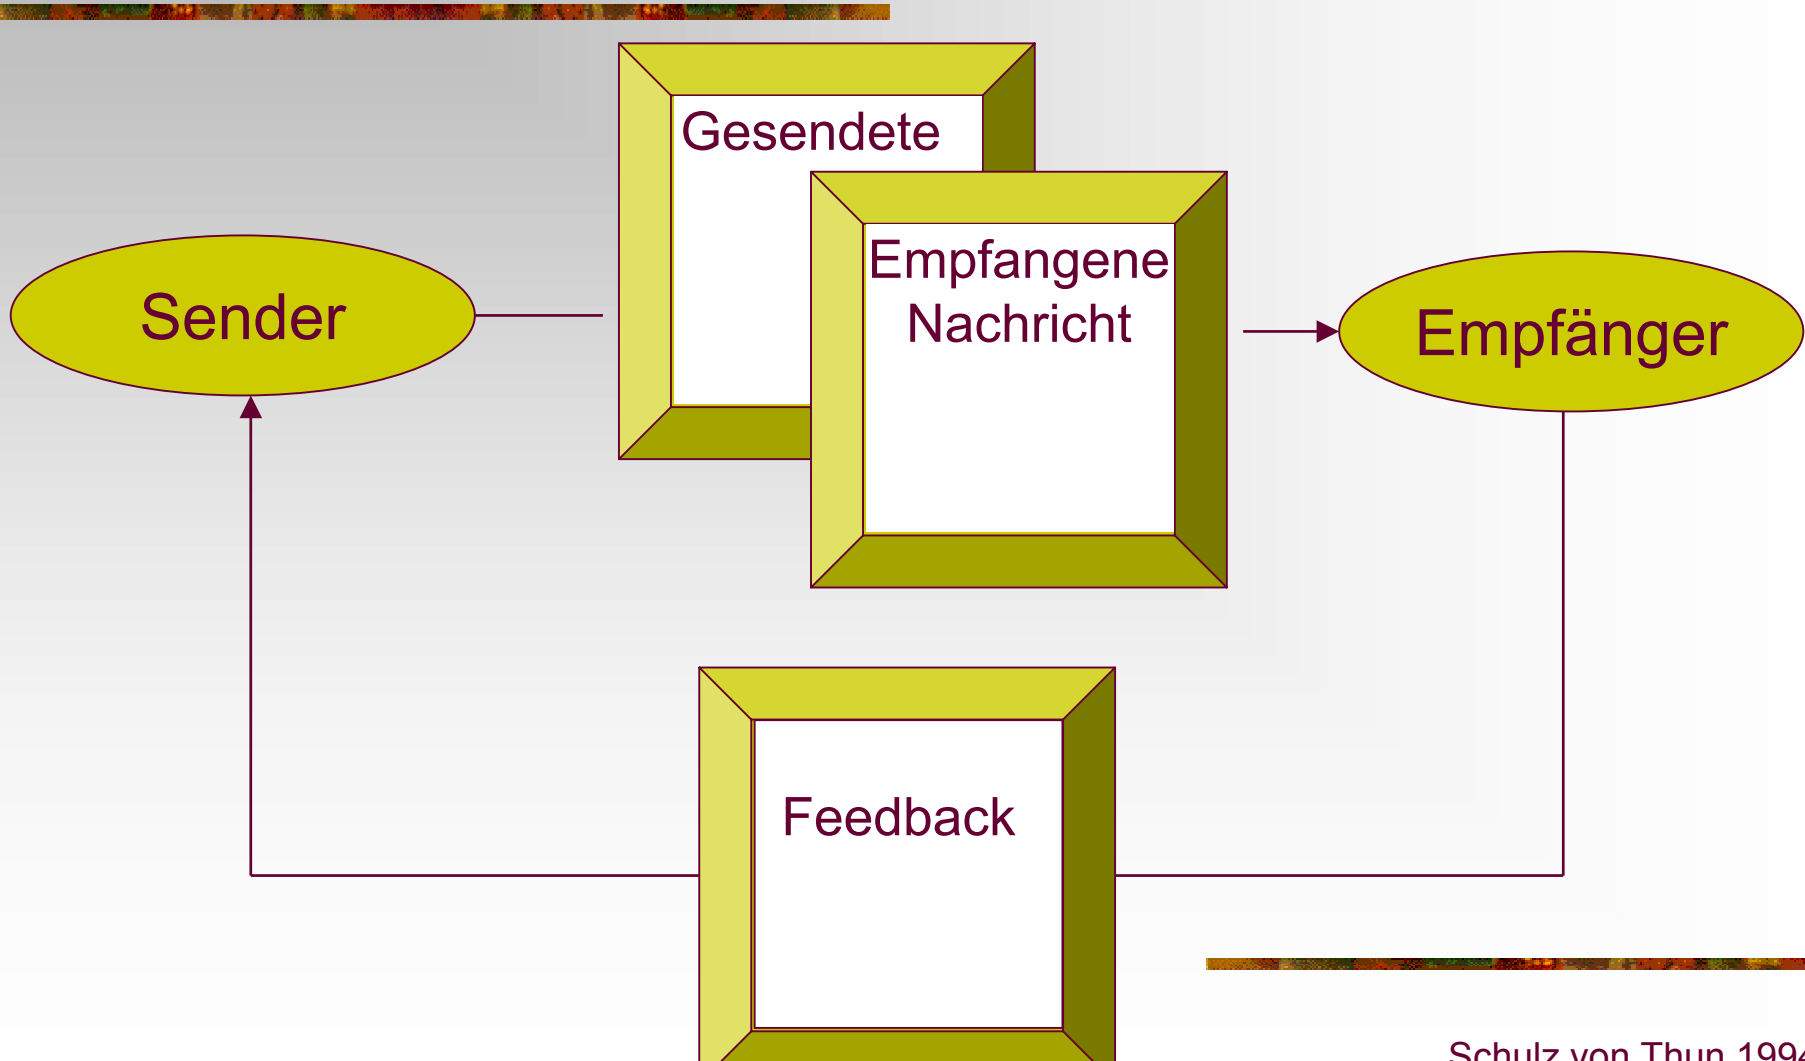 Gesendete
Empfangene
Nachricht
Sender
Empfänger
Feedback
Schulz von Thun